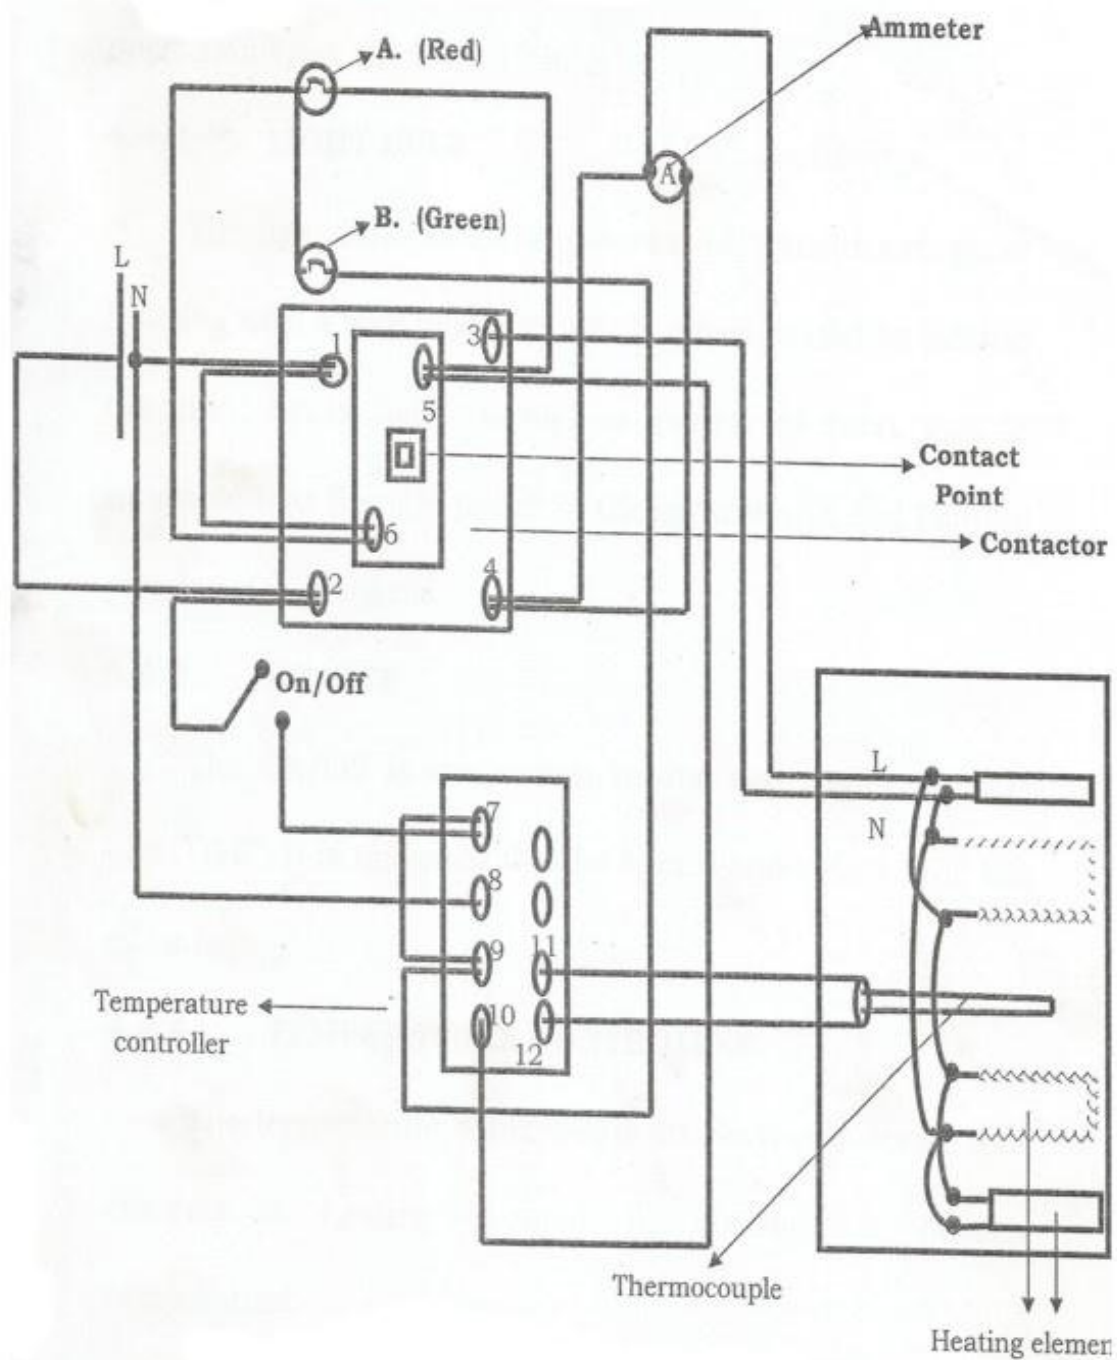 Ammeter
A. (Red)
A
B. (Green)
L
N
1
3
5
Contact
Point
6
Contactor
4
2
On/Off
L
7
N
8
9
11
Temperature
controller
10
12
Thermocouple
Heating elemen